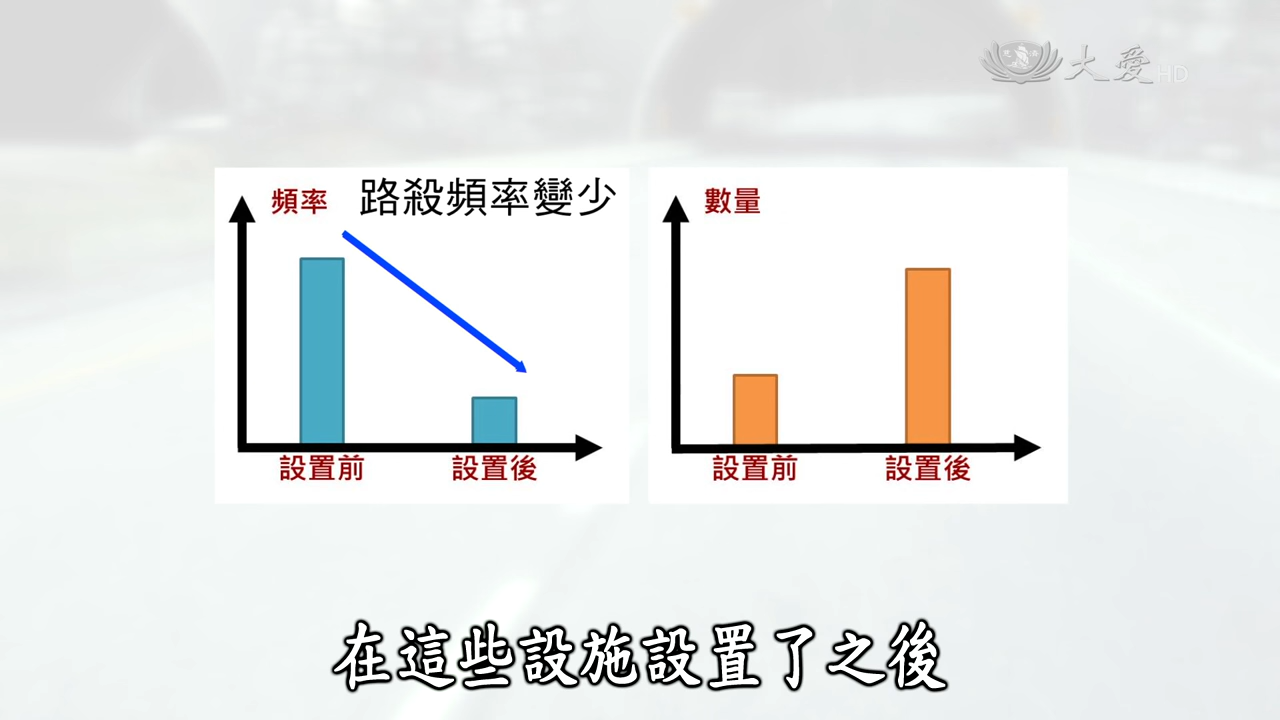 大愛HD
頻率 路殺頻率變少
設置前 設置後
數量
設置前 設置後
在這些設施設置了之後